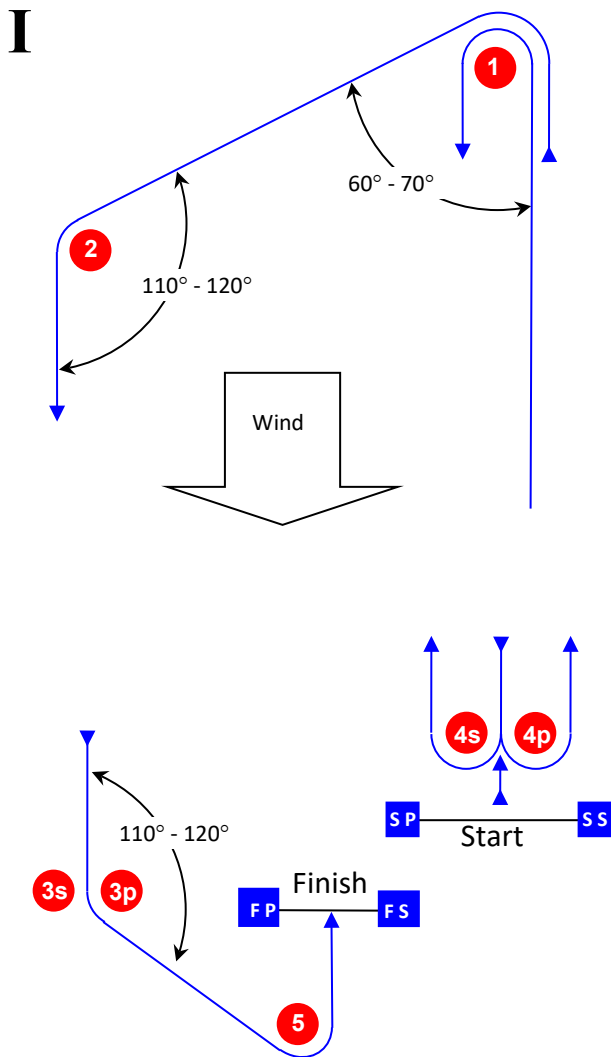 I
1
60° - 70°
2
110° - 120°
Wind
4s 4p
S P S S
Start
110° - 120°
3s 3p
Finish
F P F S
5